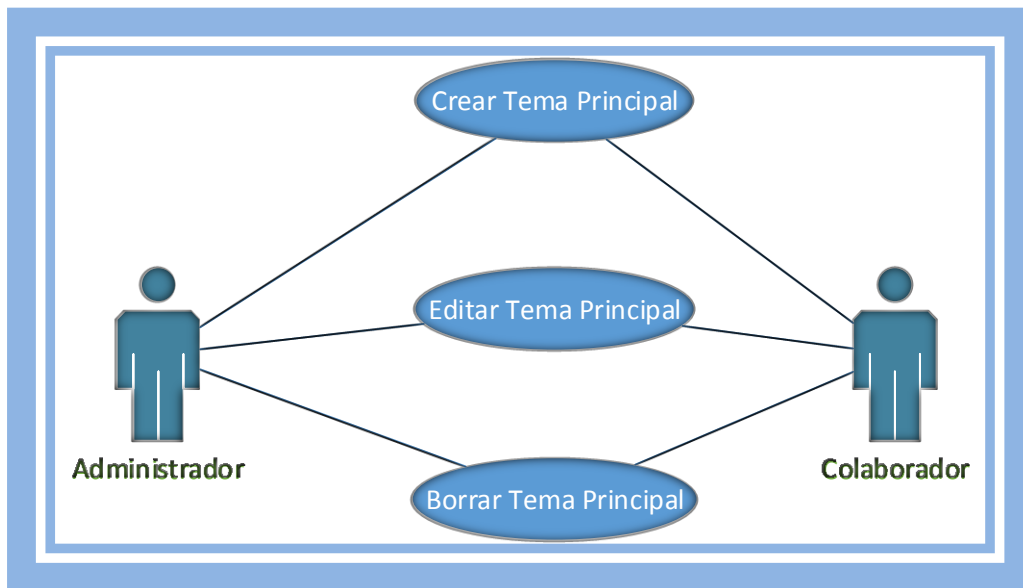 Crear Tema Principal
Editar Tema Principal
Administrador
Colaborador
Borrar Tema Principal